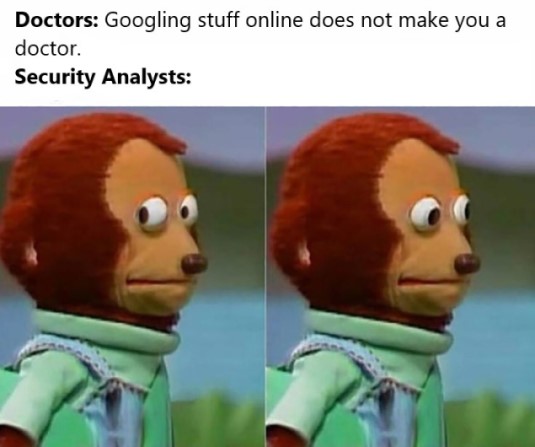 Doctors: Googling stuff online does not make you a
doctor.
Security Analysts: